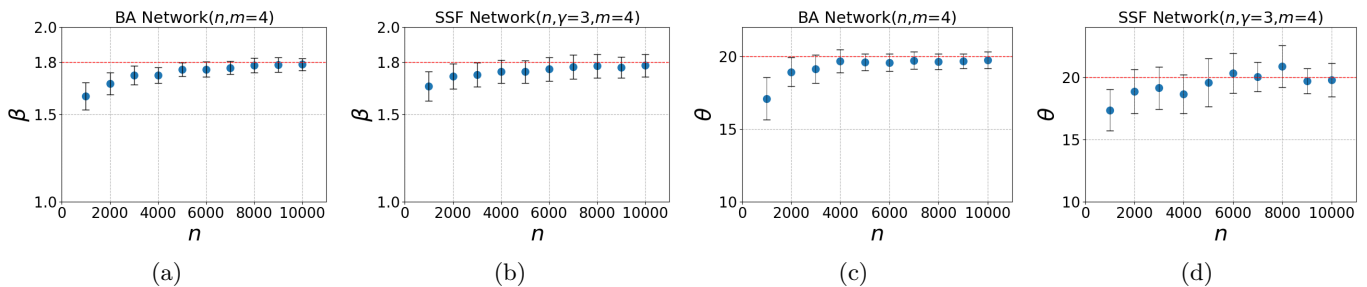 BA Network(n,m=4)
2.0
1.8
1.5
1.0
β
0 2000 4000 6000 8000 10000
n
(a)
SSF Network(n,γ=3,m=4)
2.0
1.8
1.5
1.0
β
0 2000 4000 6000 8000 10000
n
(b)
BA Network(n,m=4)
20
15
10
θ
0 2000 4000 6000 8000 10000
n
(c)
SSF Network(n,γ=3,m=4)
20
15
10
θ
0 2000 4000 6000 8000 10000
n
(d)